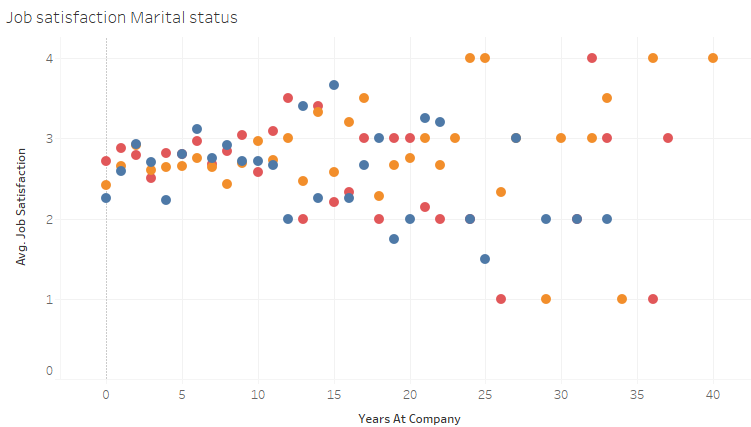 Job satisfaction Marital status
Avg. Job Satisfaction
4
3
2
1
0
0 5 10 15 20 25 30 35 40
Years At Company